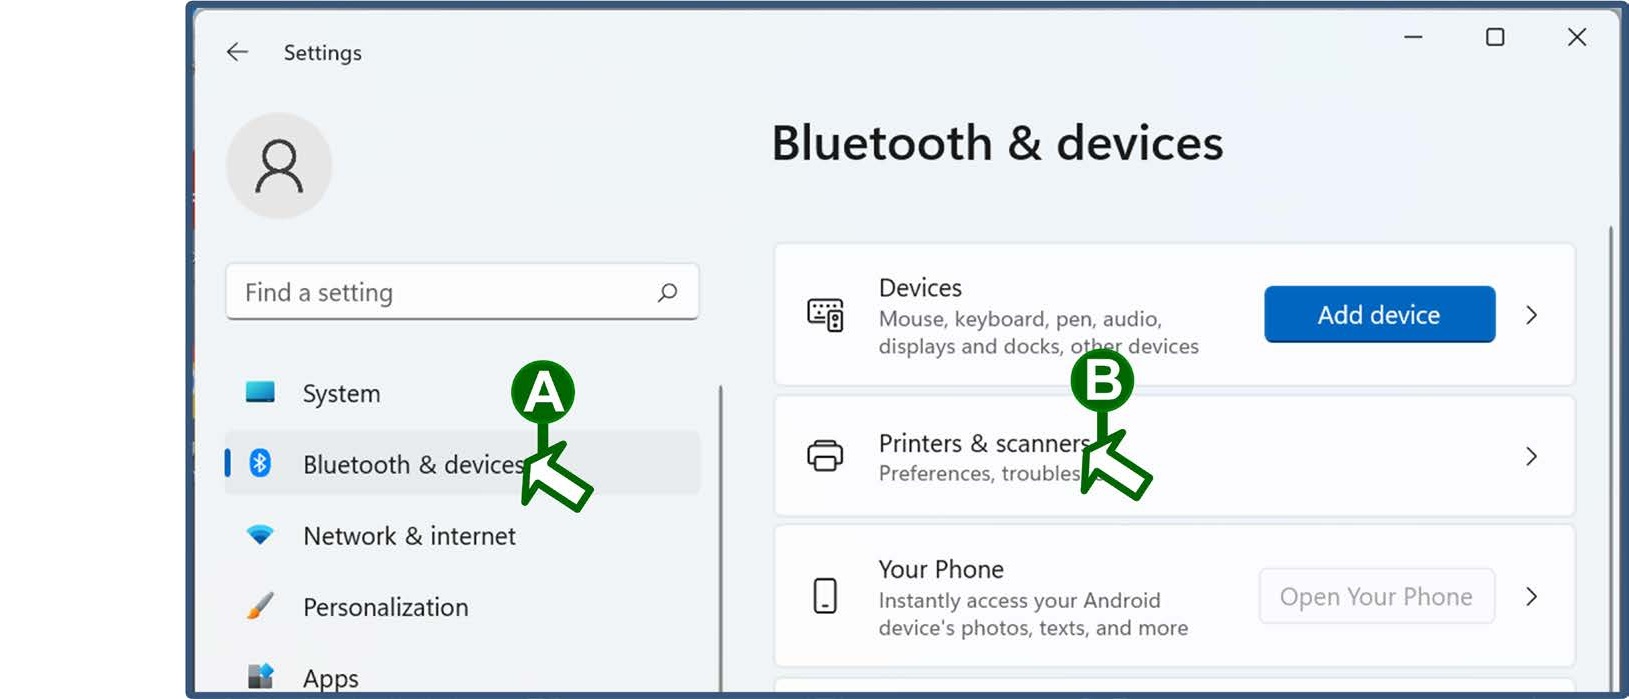 Settings
Bluetooth & devices
Find a setting
System
A
Bluetooth & devices
Network & internet
Personalization
Apps
Devices
Mouse, keyboard, pen, audio,
displays and docks, other devices
Add device
B
Printers & scanners
Preferences,
Your Phone
Instantly access your Android
device's photos, texts, and more
Open Your Phone